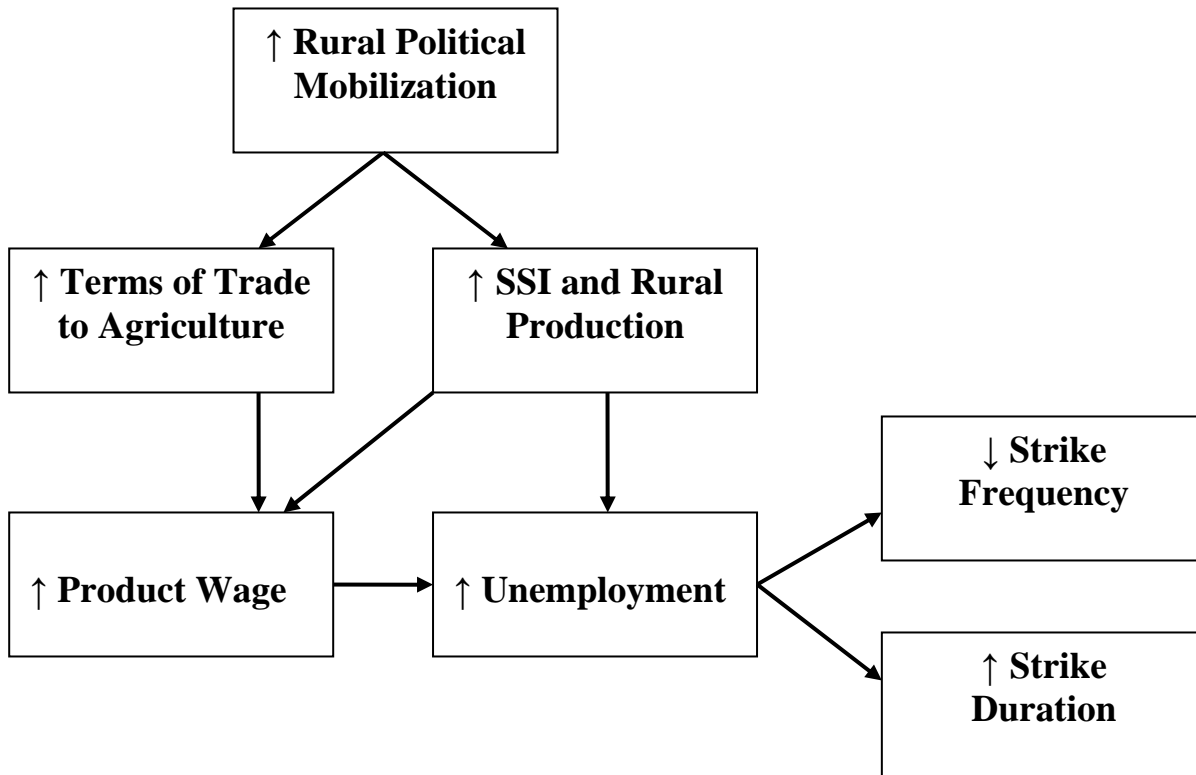 ↑ Rural Political
Mobilization
↑ Terms of Trade
to Agriculture
↑ SSI and Rural
Production
↓ Strike
Frequency
↑ Product Wage
↑ Unemployment
↑ Strike
Duration